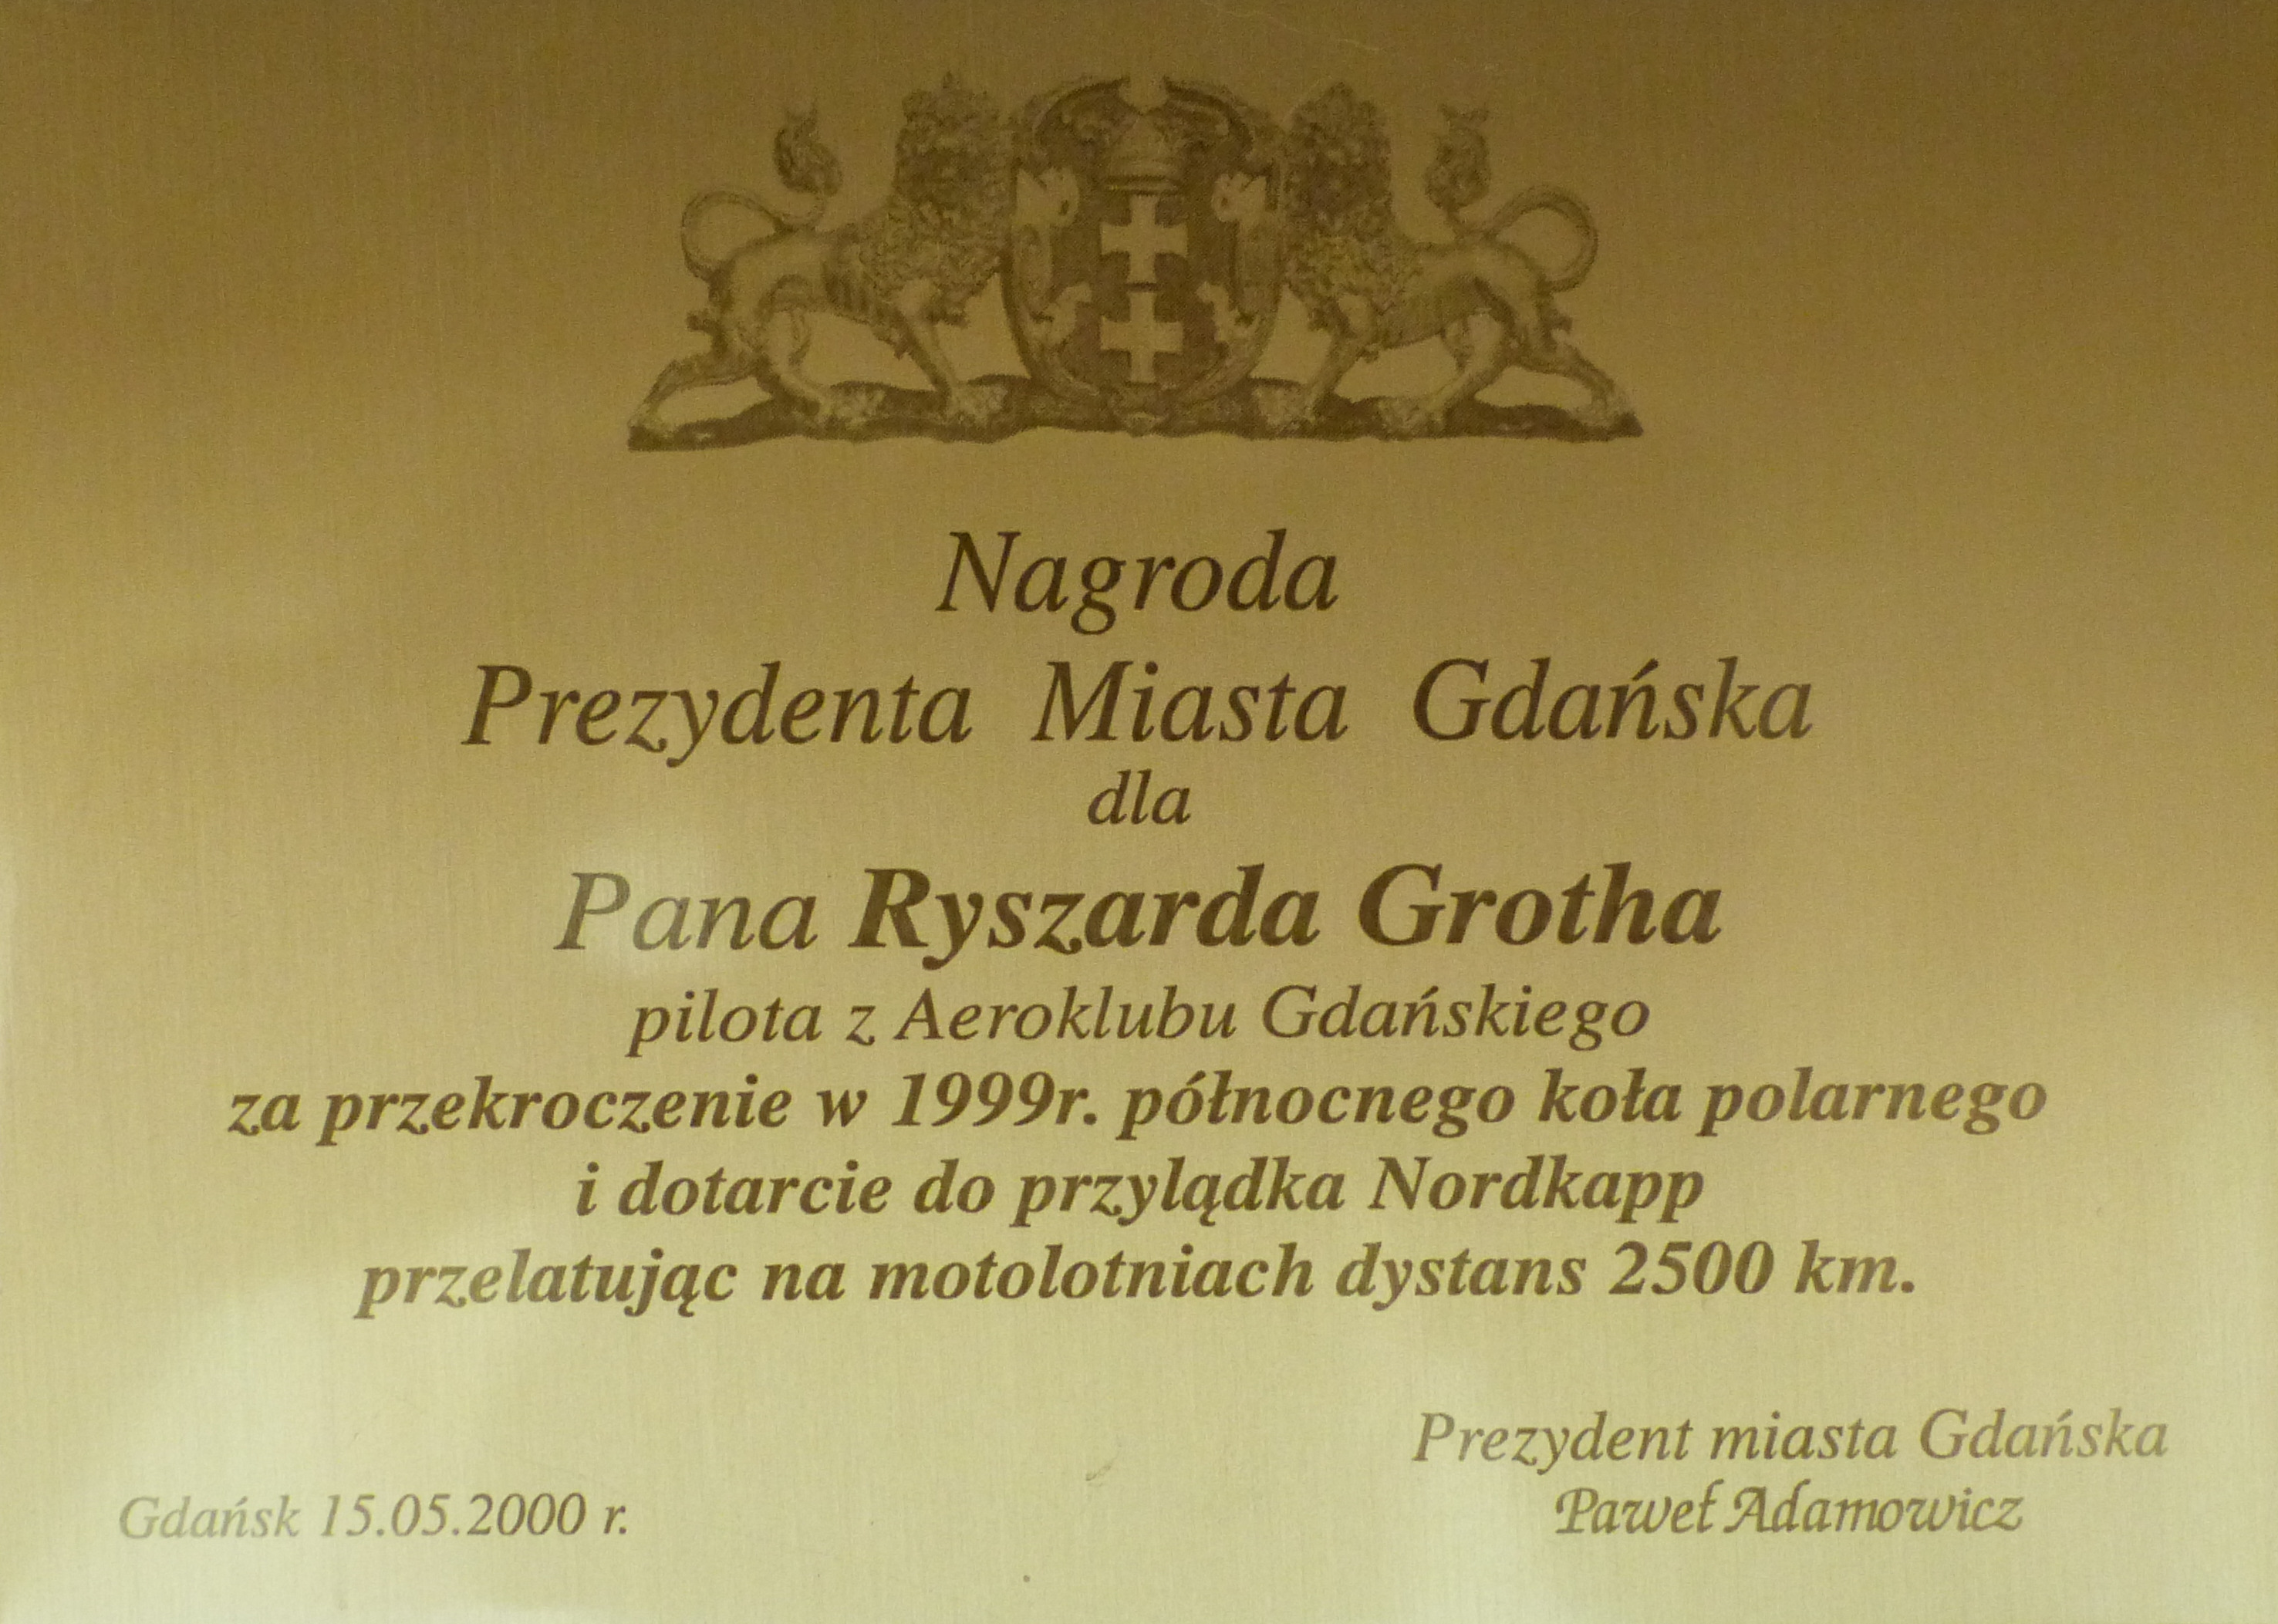 Nagroda
Prezydenta Miasta Gdańska
dla
Pana Ryszarda Grotha
pilota z Aeroklubu Gdańskiego
za przekroczenie w 1999r. północnego koła polarnego
i dotarcie do przylądka Nordkapp
przelatując na motolotniach dystans 2500 km.
Prezydent miasta Gdańska
Paweł Adamowicz
Gdańsk 15.05.2000 r.